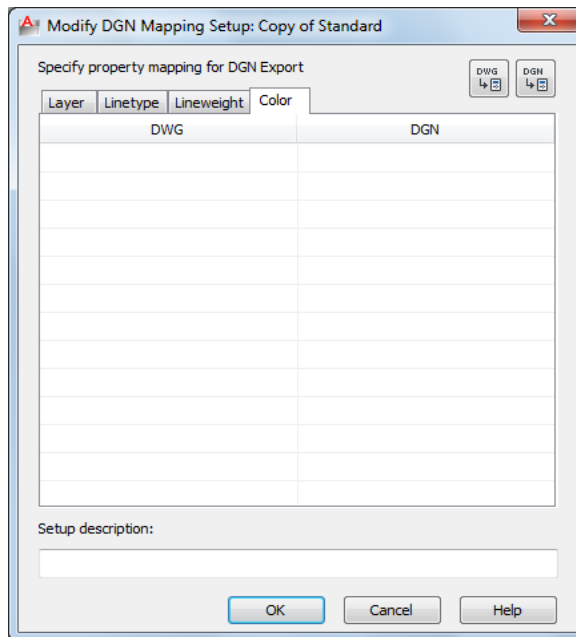 Modify DGN Mapping Setup: Copy of Standard
Specify property mapping for DGN Export
DWG DGN
Layer Linetype Lineweight Color
DWG DGN
Setup description:
OK Cancel Help